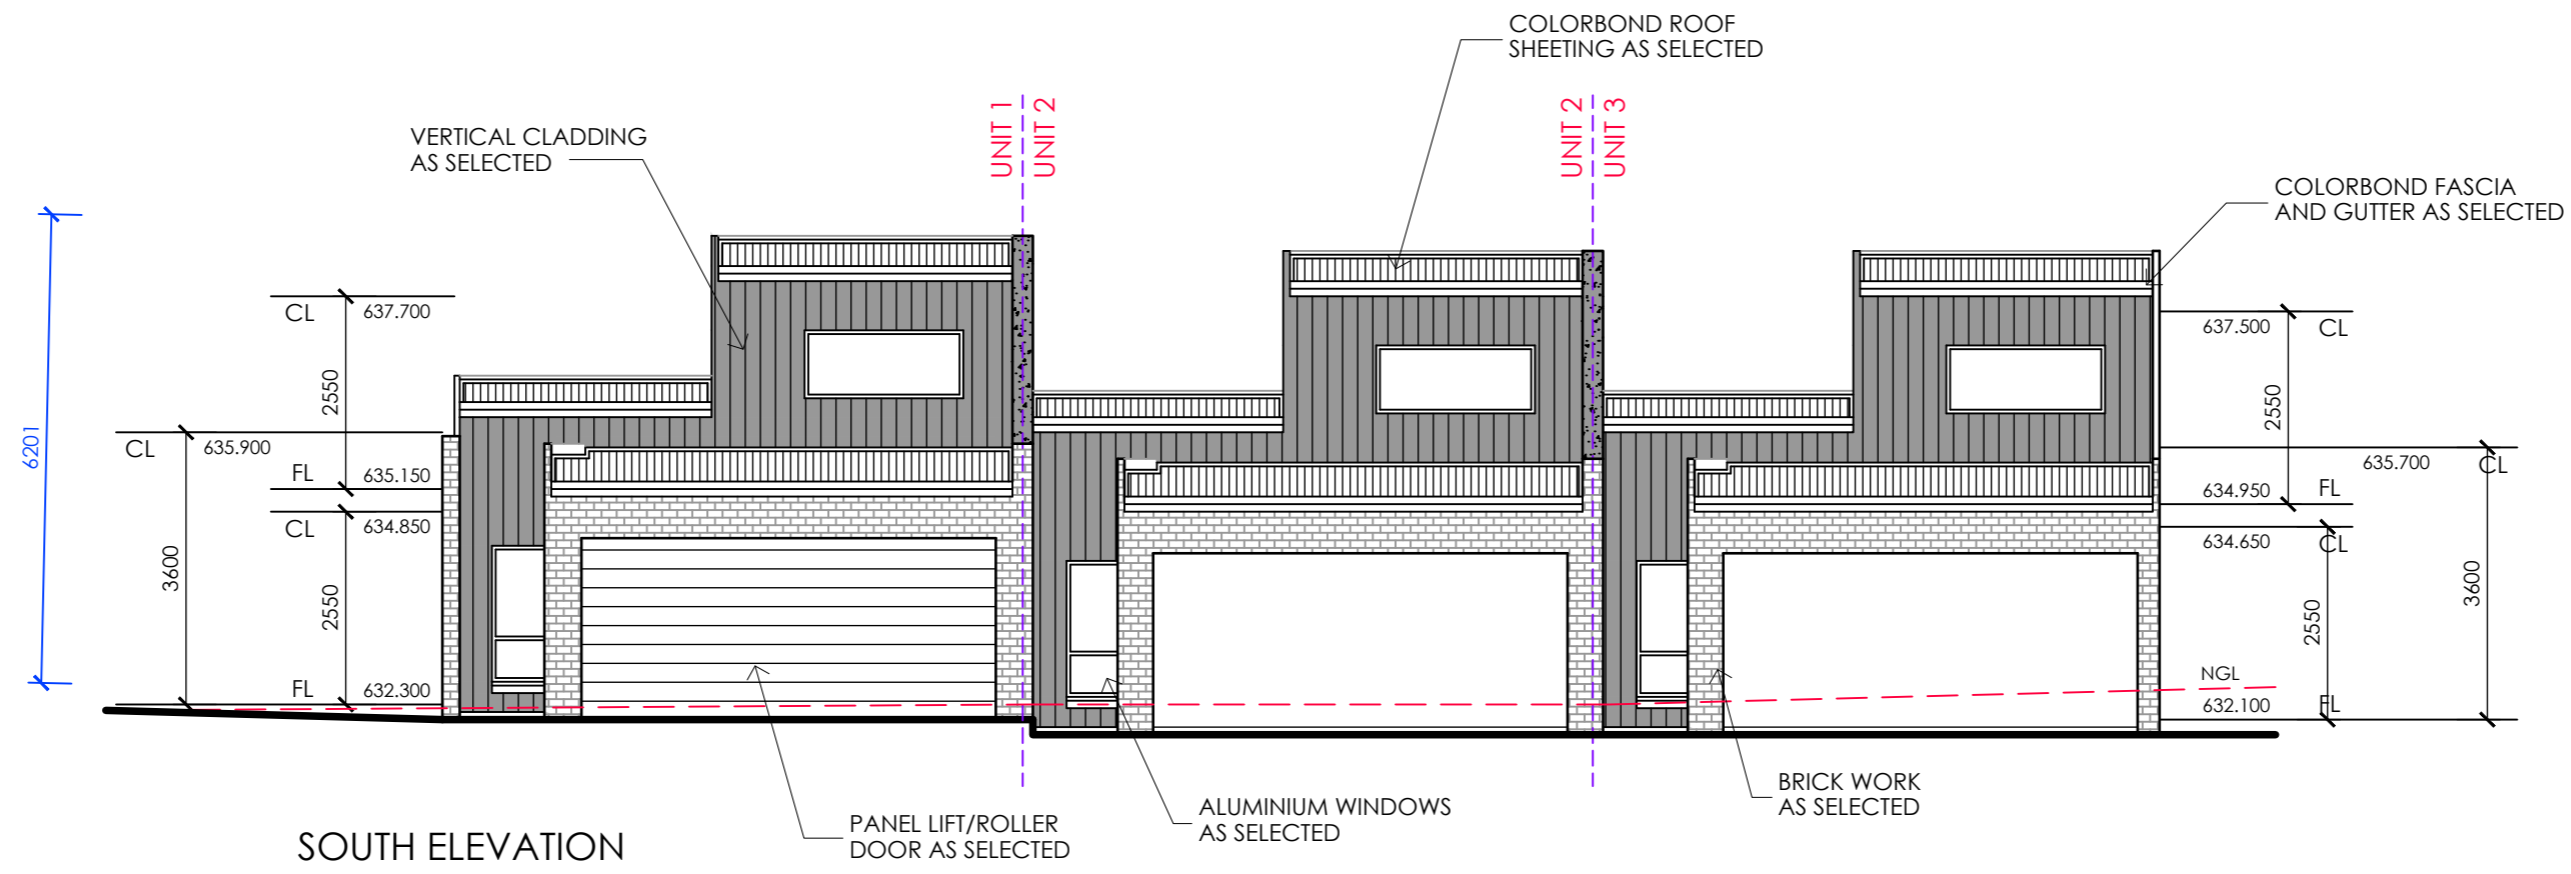 COLORBOND ROOF
SHEETING AS SELECTED
UNIT 1
UNIT 2
UNIT 2
UNIT 3
VERTICAL CLADDING
AS SELECTED
COLORBOND FASCIA
AND GUTTER AS SELECTED
6201
CL
637.700
2550
CL
635.900
FL
635.150
CL
634.850
3600
2550
FL
632.300
637.500
CL
2550
635.700
CL
634.950
FL
634.650
CL
3600
2550
NGL
632.100
FL
BRICK WORK
AS SELECTED
ALUMINIUM WINDOWS
AS SELECTED
PANEL LIFT/ROLLER
DOOR AS SELECTED
SOUTH ELEVATION